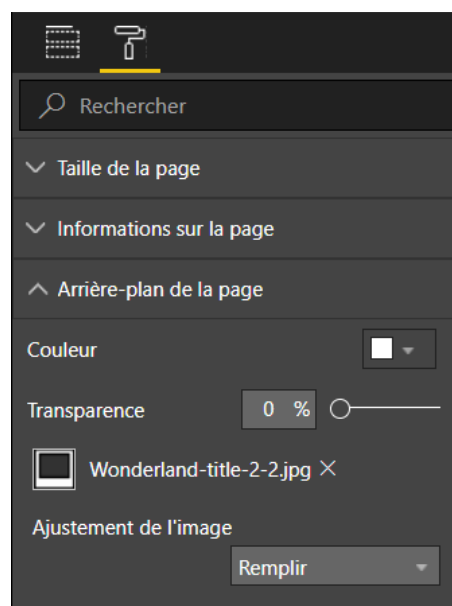 Rechercher
Taille de la page
Informations sur la page
Arrière-plan de la page
Couleur
Transparence 0 %
Wonderland-title-2-2.jpg
Ajustement de l'image
Remplir